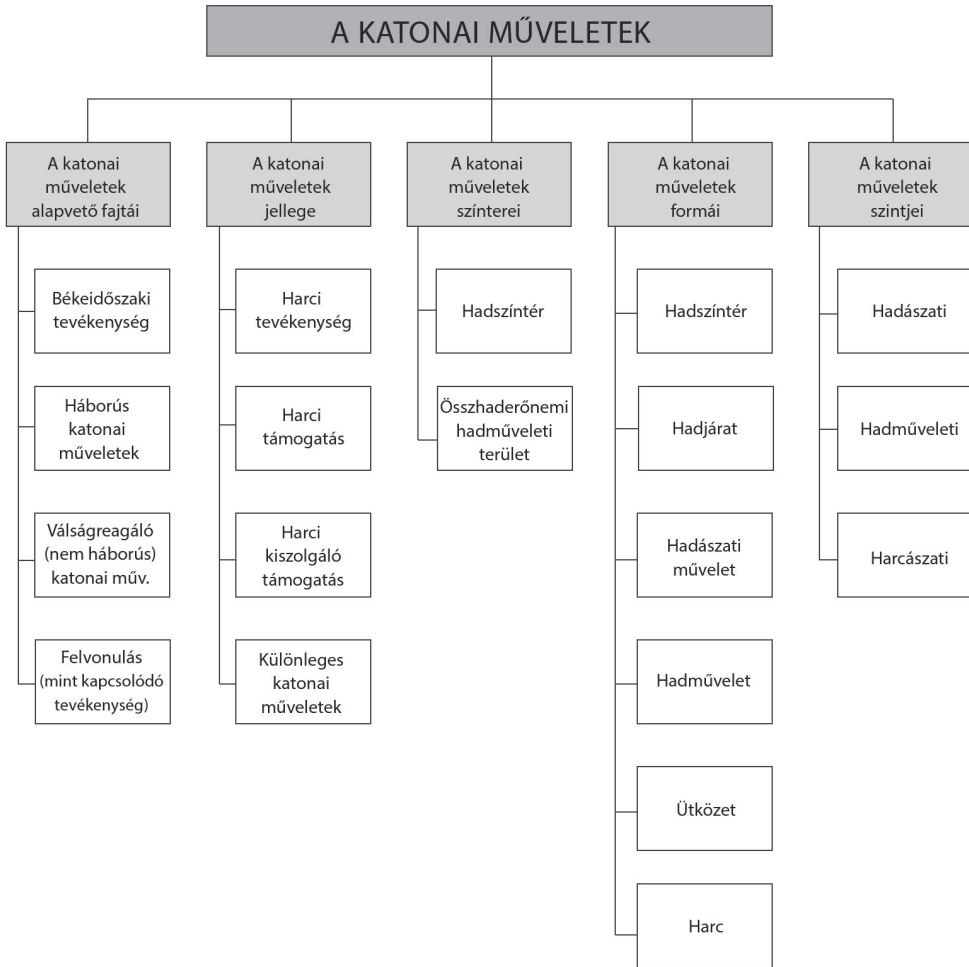 A KATONAI MŰVELETEK
A katonai
műveletek
alapvető fajtái
Békeidőszaki
tevékenység
Háborús
katonai
műveletek
Válságreagáló
(nem háborús)
katonai műv.
Felvonulás
(mint kapcsolódó
tevékenység)
A katonai
műveletek
jellege
Harci
tevékenység
Harci
támogatás
Harci
kiszolgáló
támogatás
Különleges
katonai
műveletek
A katonai
műveletek
színterei
Hadszíntér
Összhaderőnemi
hadműveleti
terület
A katonai
műveletek
formái
Hadszíntér
Hadjárat
Hadászati
művelet
Hadművelet
Ütközet
Harc
A katonai
műveletek
szintjei
Hadászati
Hadműveleti
Harcászati